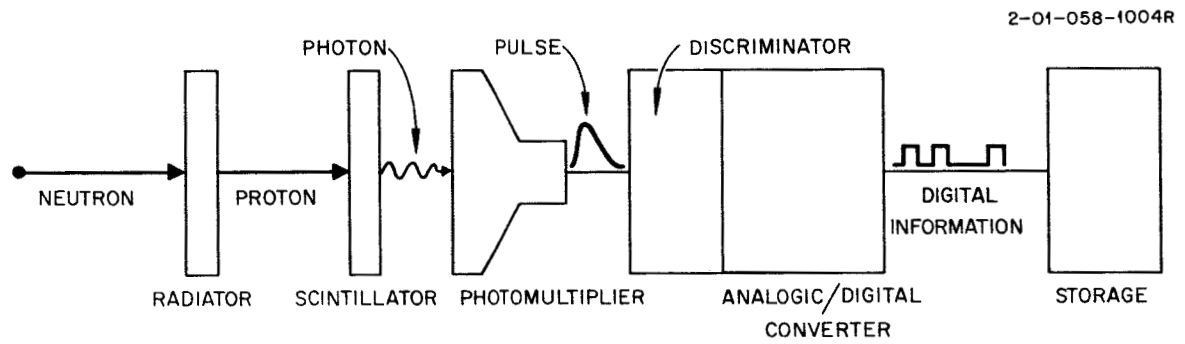 2-01-058-1004R
PHOTON
PULSE
DISCRIMINATOR
NEUTRON
PROTON
DIGITAL
INFORMATION
RADIATOR
SCINTILLATOR
PHOTOMULTIPLIER
ANALOGIC/DIGITAL
CONVERTER
STORAGE